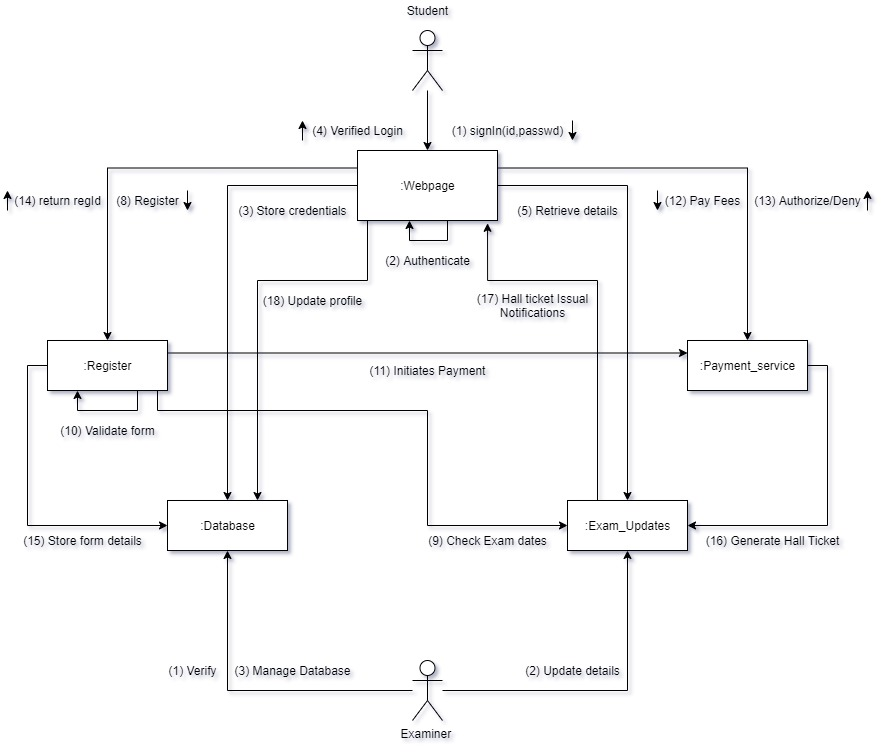 Student
(4) Verified Login
(1) signIn(id,passwd)
:Webpage
(14) return regId
(8) Register
(3) Store credentials
(5) Retrieve details
(12) Pay Fees
(13) Authorize/Deny
(2) Authenticate
(18) Update profile
(17) Hall ticket Issual
Notifications
:Register
(11) Initiates Payment
:Payment_service
(10) Validate form
:Database
:Exam_Updates
(15) Store form details
(9) Check Exam dates
(16) Generate Hall Ticket
(1) Verify
(3) Manage Database
(2) Update details
Examiner